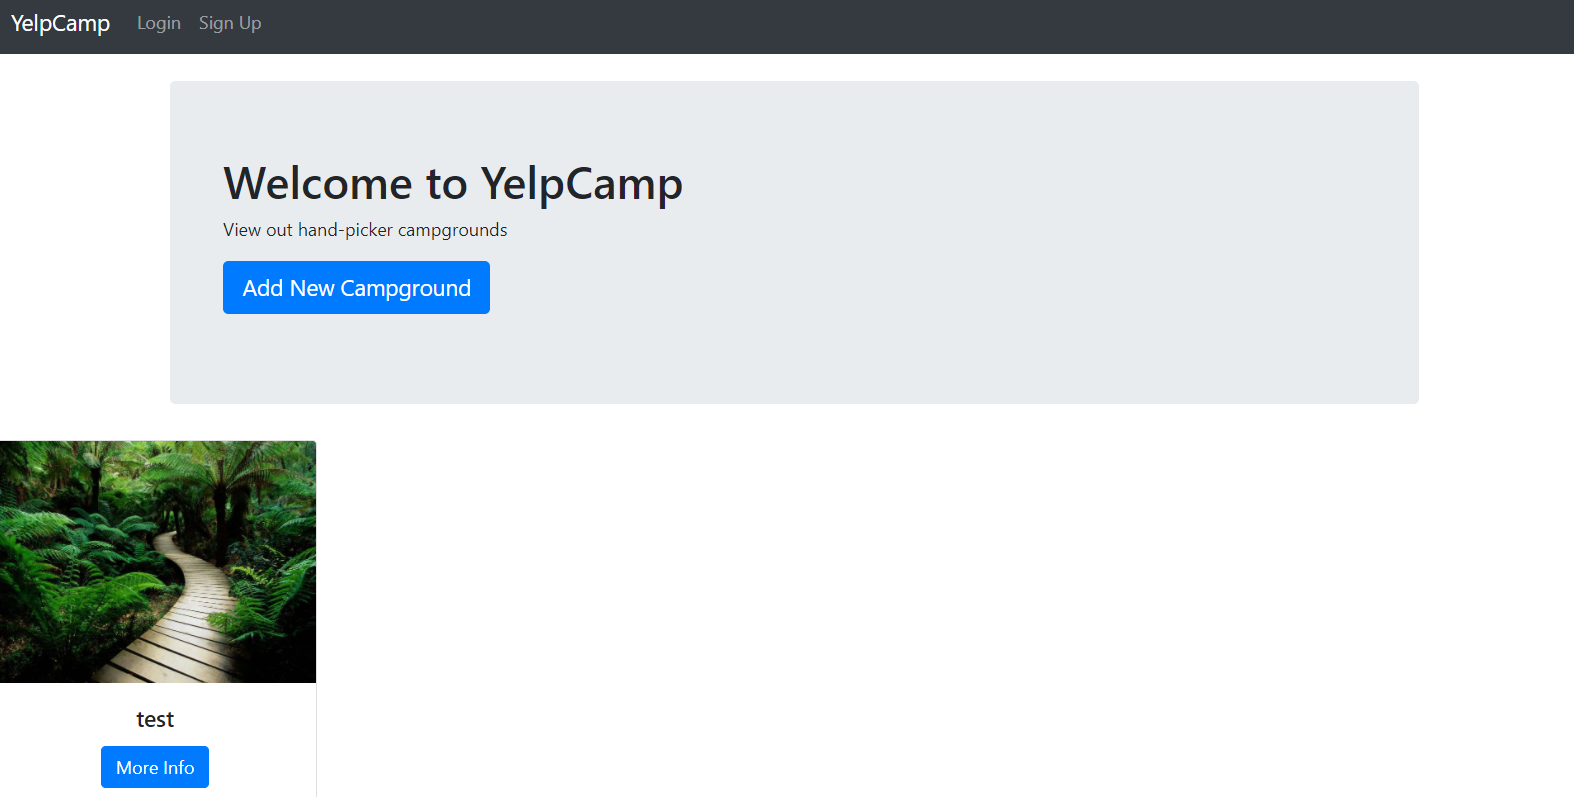 YelpCamp Login Sign Up
Welcome to YelpCamp
View out hand-picker campgrounds
Add New Campground
test
More Info